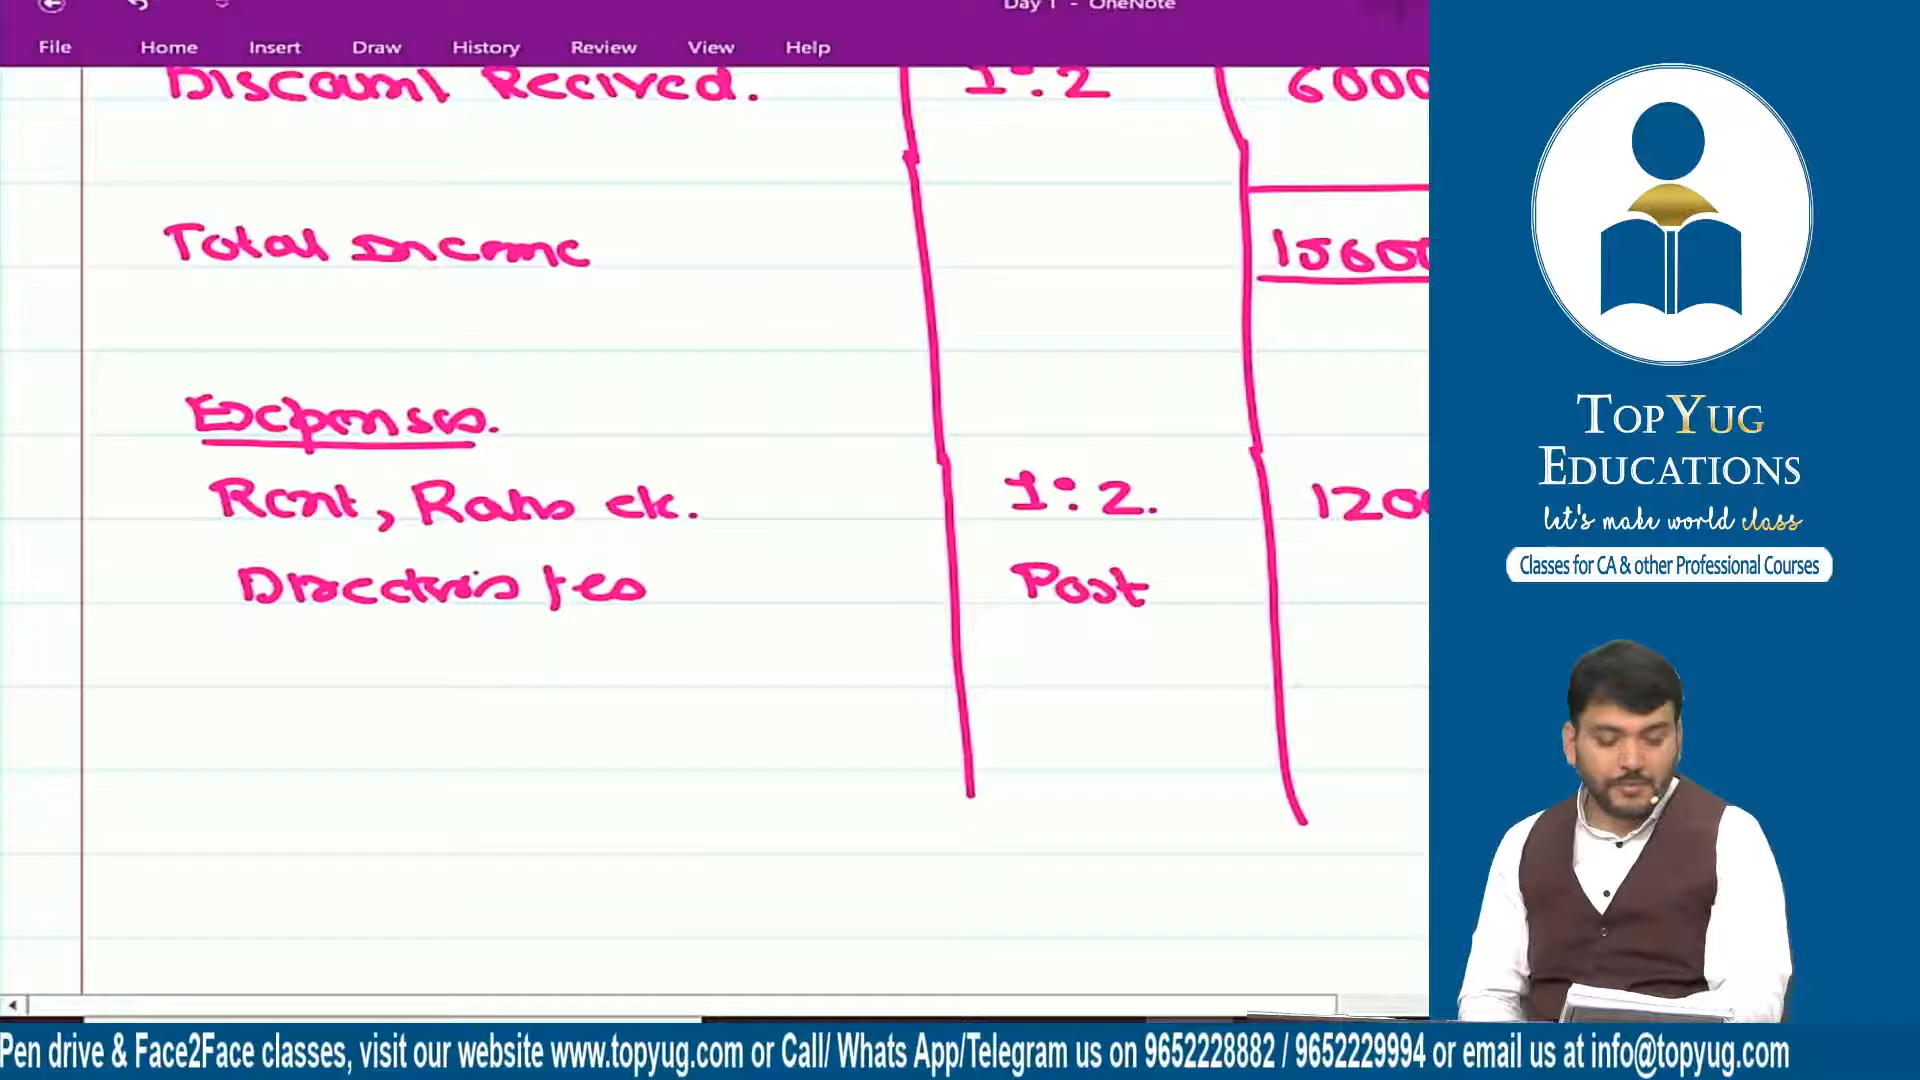 Day 1 - OneNote
File Home Insert Draw History Review View Help
Discount Recived. 1:2 6000
Total Income 15600
Expenses.
Rent, Rates etc. 1:2. 1200
Directors fees Post
TOPYUG
EDUCATIONS
let's make world class
Classes for CA & other Professional Courses
Pen drive & Face2Face classes, visit our website www.topyug.com or Call/ Whats App/Telegram us on 9652228882 / 9652229994 or email us at info@topyug.com